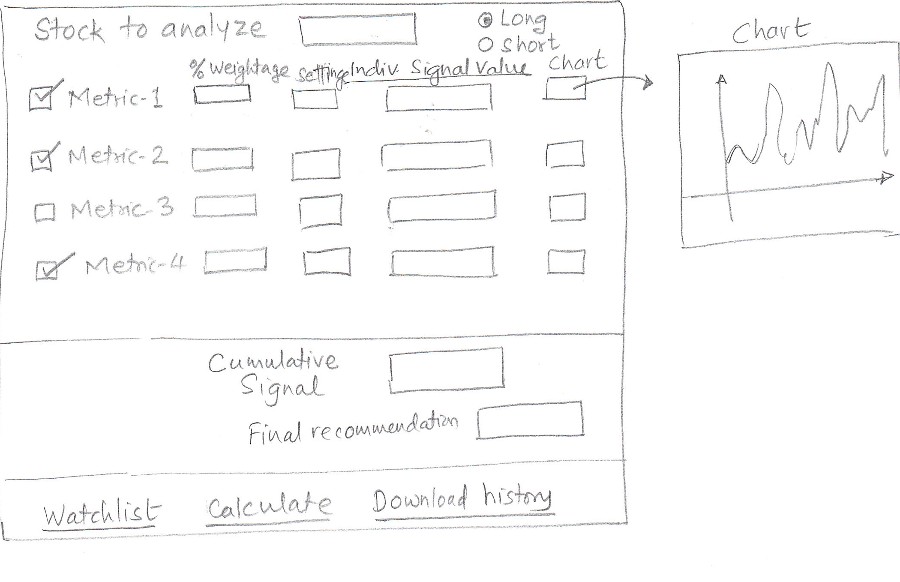 Stock to analyze
Long
Short
% Weightage Settings Indiv. Signal Value Chart
Metric-1
Metric-2
Metric-3
Metric-4
Cumulative
Signal
Final recommendation
Watchlist Calculate Download history
Chart